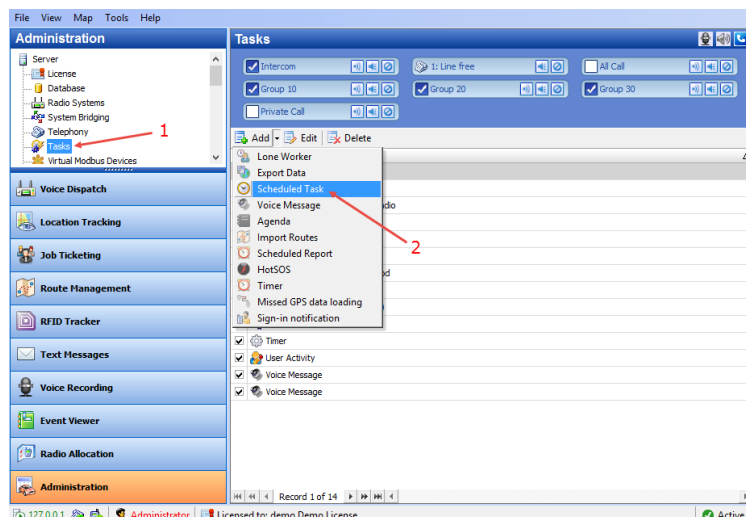 File View Map Tools Help
Administration
Server
License
Database
Radio Systems
System Bridging
Telephony
Tasks
Virtual Modbus Devices
1
Voice Dispatch
Location Tracking
Job Ticketing
Route Management
RFID Tracker
Text Messages
Voice Recording
Event Viewer
Radio Allocation
Administration
Tasks
Intercom
1: Line free
All Call
Group 10
Group 20
Group 30
Private Call
Add Edit Delete
Lone Worker
Export Data
Scheduled Task
Voice Message
Agenda
Import Routes
Scheduled Report
HotSOS
Timer
Missed GPS data loading
Sign-in notification
2
Timer
User Activity
Voice Message
Voice Message
Record 1 of 14
127.0.0.1 Administrator Licensed to: demo Demo License Active